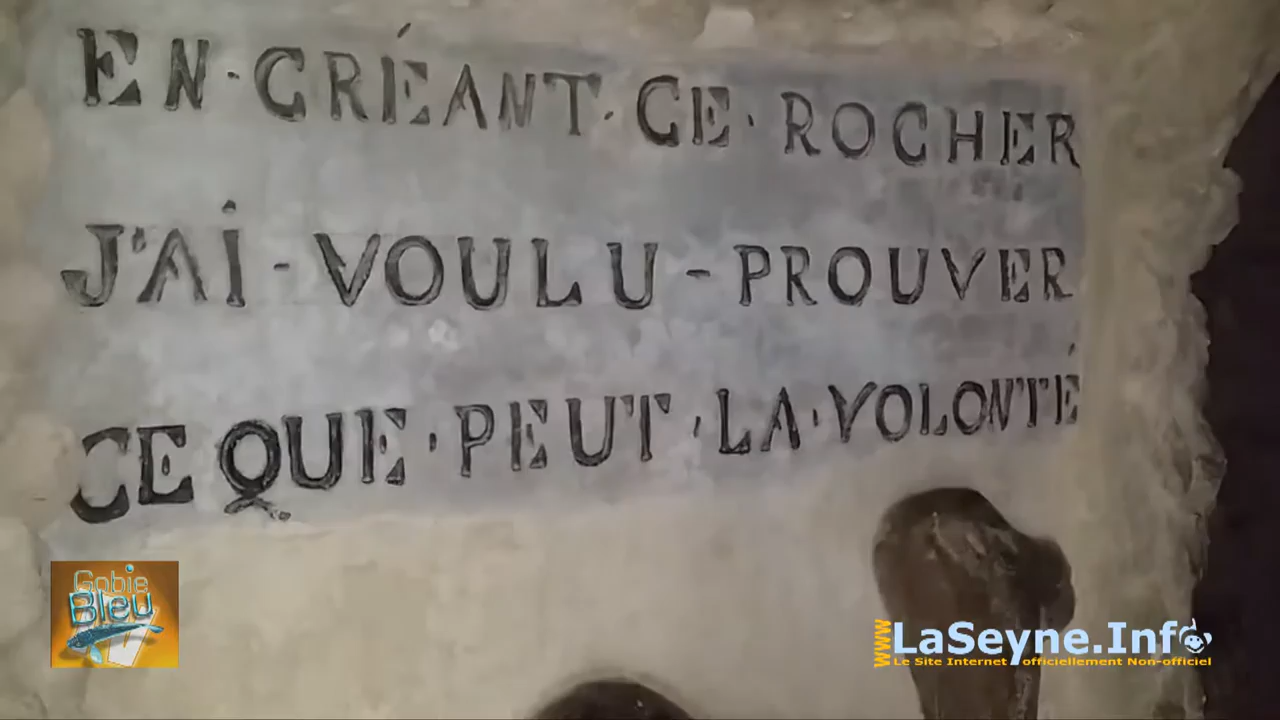 EN·CRÉANT·CE·ROCHER
J'AI-VOULU-PROUVER
CE QUE·PEUT·LA·VOLONTÉ
Gobie
Bleu
www.LaSeyne.Info
Le Site Internet officiellement Non-officiel